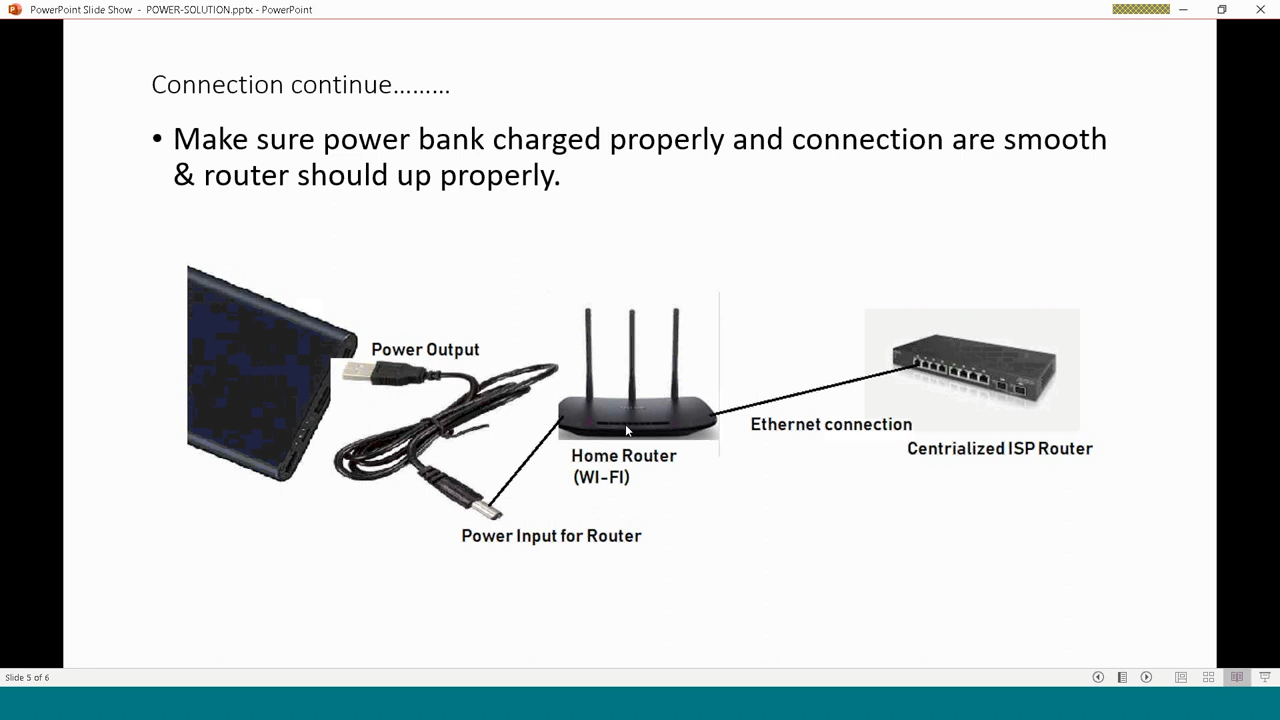 PowerPoint Slide Show - POWER-SOLUTION.pptx - PowerPoint
Connection continue.........
• Make sure power bank charged properly and connection are smooth
& router should up properly.
Power Output
Ethernet connection
Centrialized ISP Router
Home Router
(WI-FI)
Power Input for Router
Slide 5 of 6